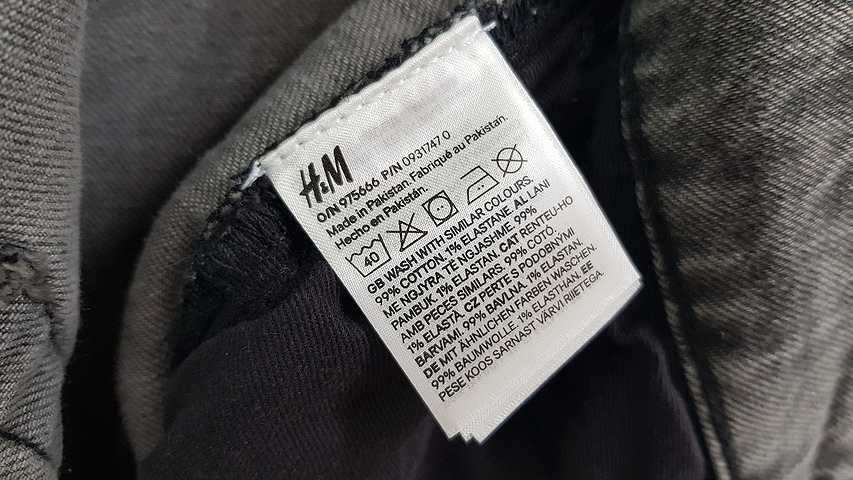 H&M
O/N 975666 P/N 0931747 0
Made in Pakistan. Fabriqué au Pakistan.
Hecho en Pakistán.
40
GB WASH WITH SIMILAR COLOURS.
99% COTTON. 1% ELASTANE. AL LANI
ME NGJYRA TË NGJASHME. 99%
PAMBUK. 1% ELASTAN. CAT RENTEU-HO
AMB PECES SIMILARS. 99% COTÓ.
1% ELASTÀ. CZ PERTE S PODOBNÝMI
BARVAMI. 99% BAVLNA. 1% ELASTAN.
DE MIT ÄHNLICHEN FARBEN WASCHEN.
99% BAUMWOLLE. 1% ELASTHAN. EE
PESE KOOS SARNAST VÄRVI RIIETEGA.